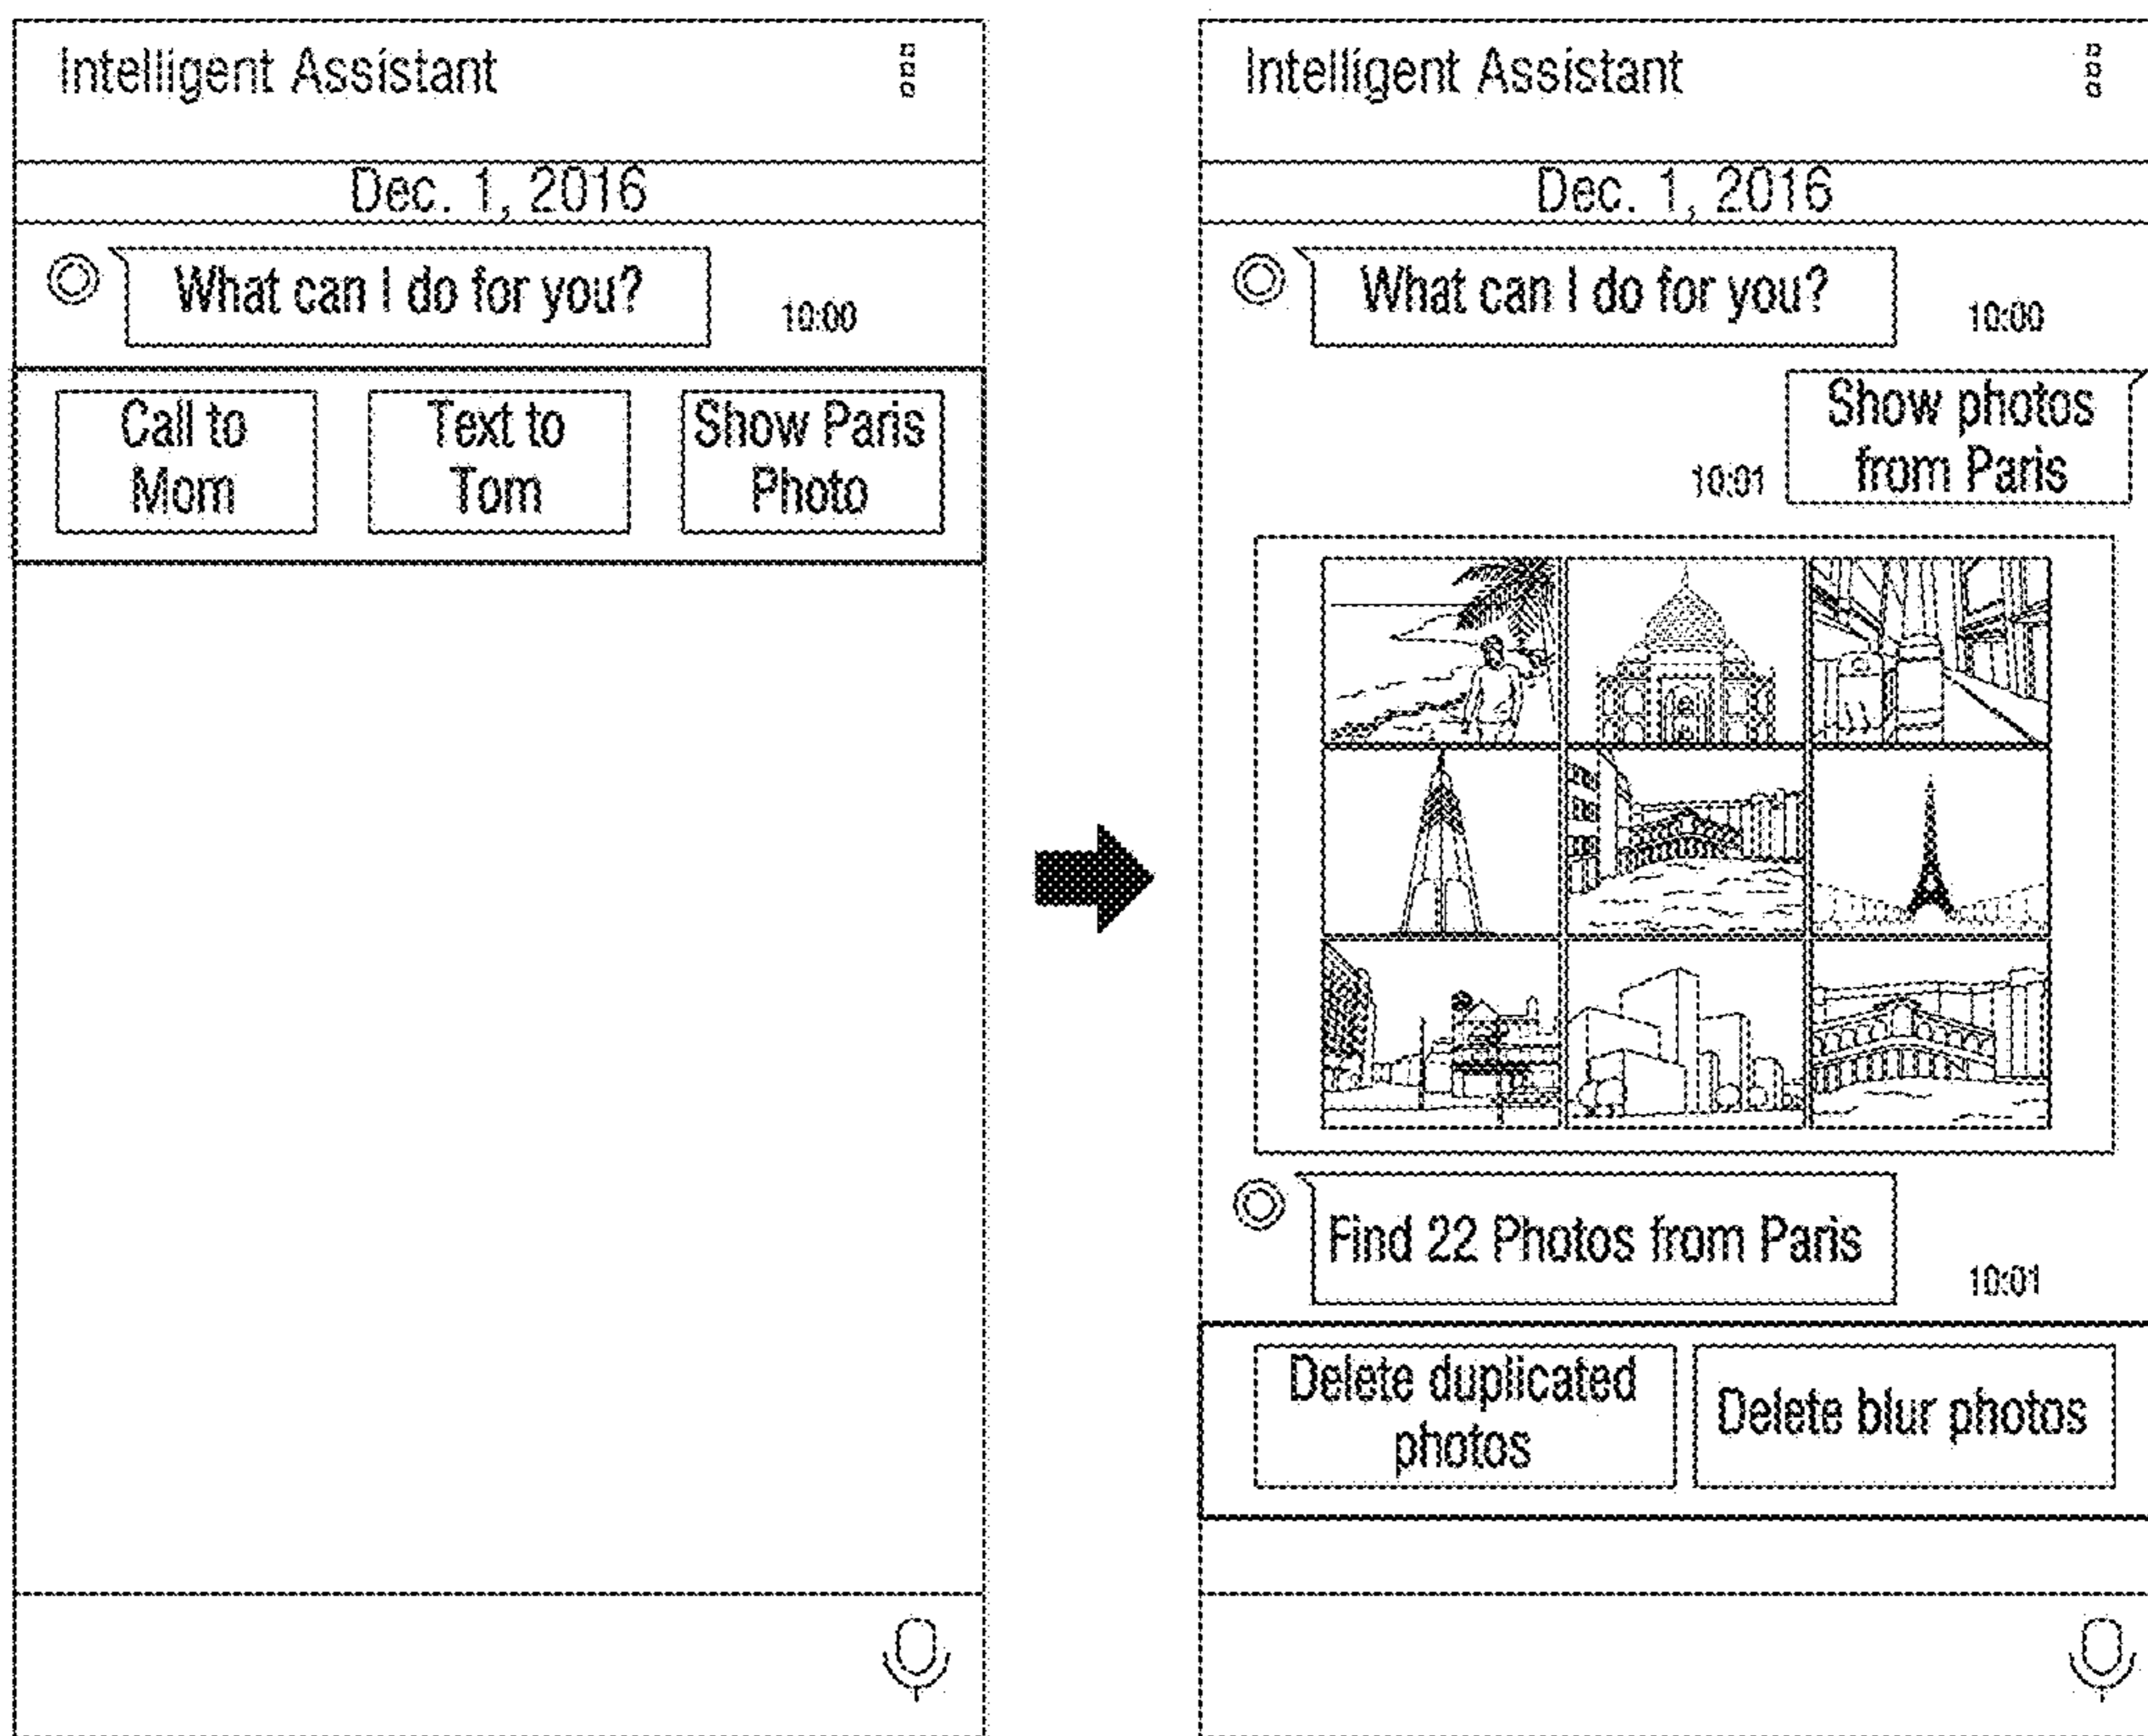 Intelligent Assistant
Dec. 1, 2016
What can I do for you?
10:00
Call to
Mom
Text to
Tom
Show Paris
Photo
Intelligent Assistant
Dec. 1, 2016
What can I do for you?
10:00
Show photos
from Paris
10:01
Find 22 Photos from Paris
10:01
Delete duplicated
photos
Delete blur photos